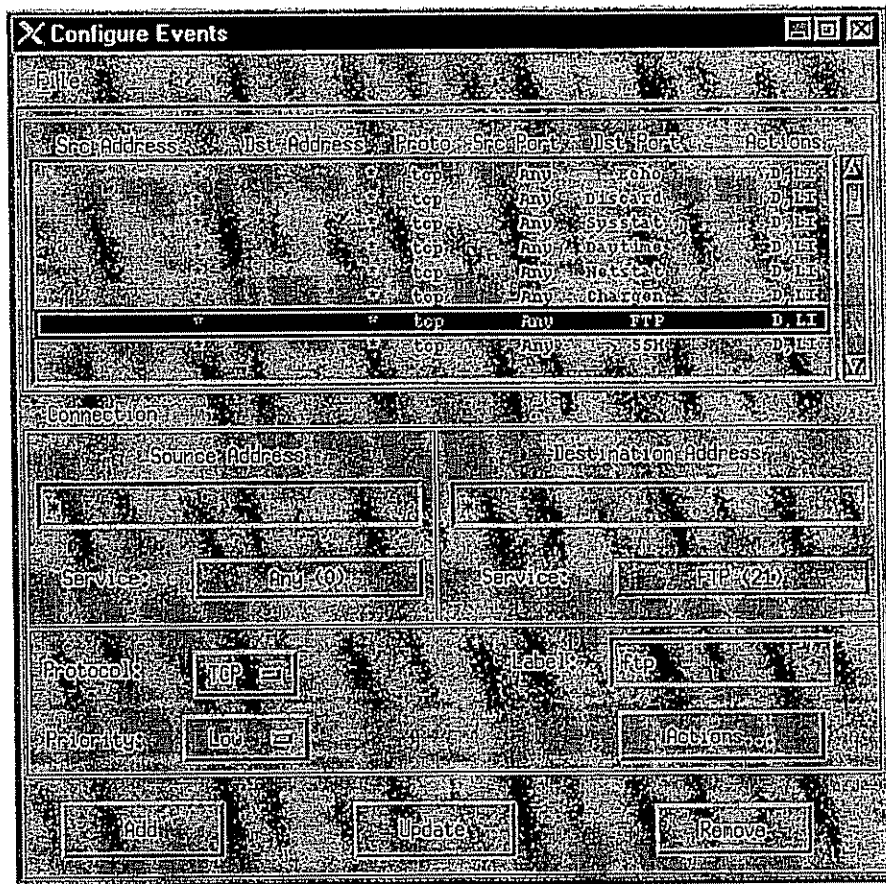 Configure Events
File
Src Address Dst Address Proto Src Port Dst Port Actions
* * tcp Any Echo D,LI
* * tcp Any Discard D,LI
* * tcp Any Sysstat D,LI
* * tcp Any Daytime D,LI
* * tcp Any Netstat D,LI
* * tcp Any Chargen D,LI
* * tcp Any FTP D,LI
* * tcp Any SSH D,LI
Connection
Source Address Destination Address
* *
Service: Any (0) Service: FTP (21)
Protocol: TCP Label: ftp
Priority: Low Actions...
Add Update Remove